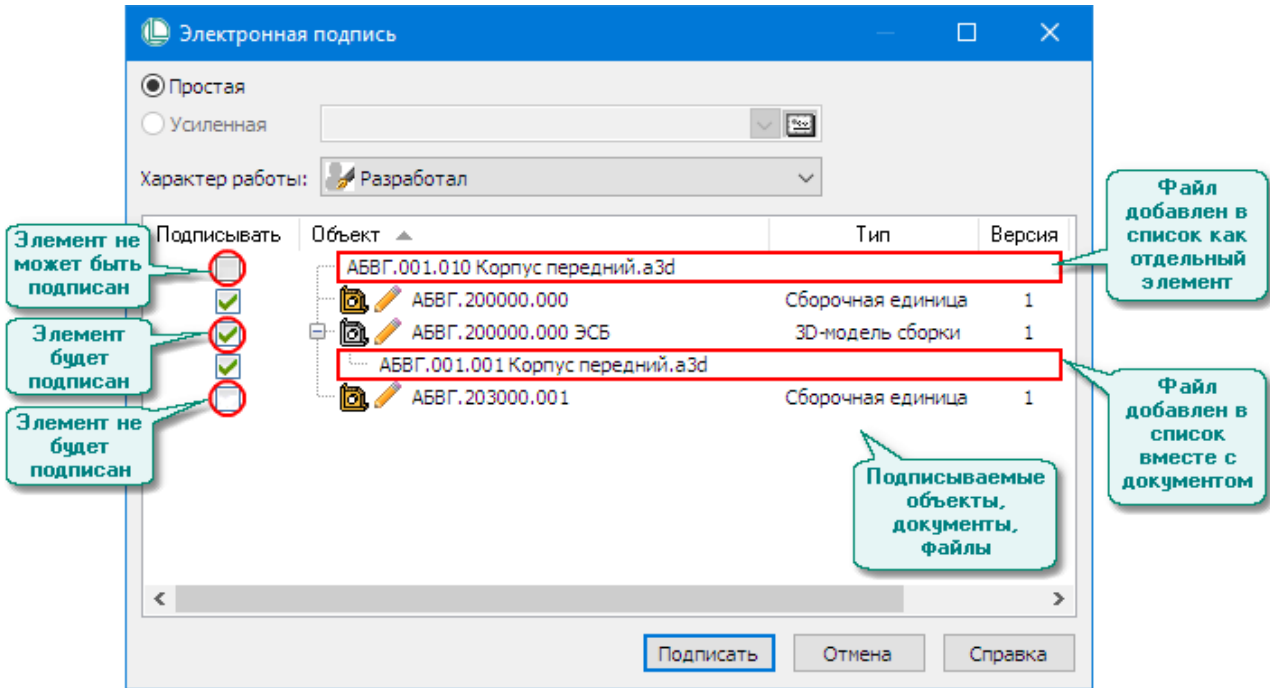 Электронная подпись
Простая
Усиленная
Характер работы: Разработал
Подписывать Объект Тип Версия
АБВГ.001.010 Корпус передний.a3d
АБВГ.200000.000 Сборочная единица 1
АБВГ.200000.000 ЭСБ 3D-модель сборки 1
АБВГ.001.001 Корпус передний.a3d
АБВГ.203000.001 Сборочная единица 1
Элемент не
может быть
подписан
Элемент
будет
подписан
Элемент не
будет
подписан
Файл
добавлен в
список как
отдельный
элемент
Файл
добавлен в
список
вместе с
документом
Подписываемые
объекты,
документы,
файлы
Подписать Отмена Справка